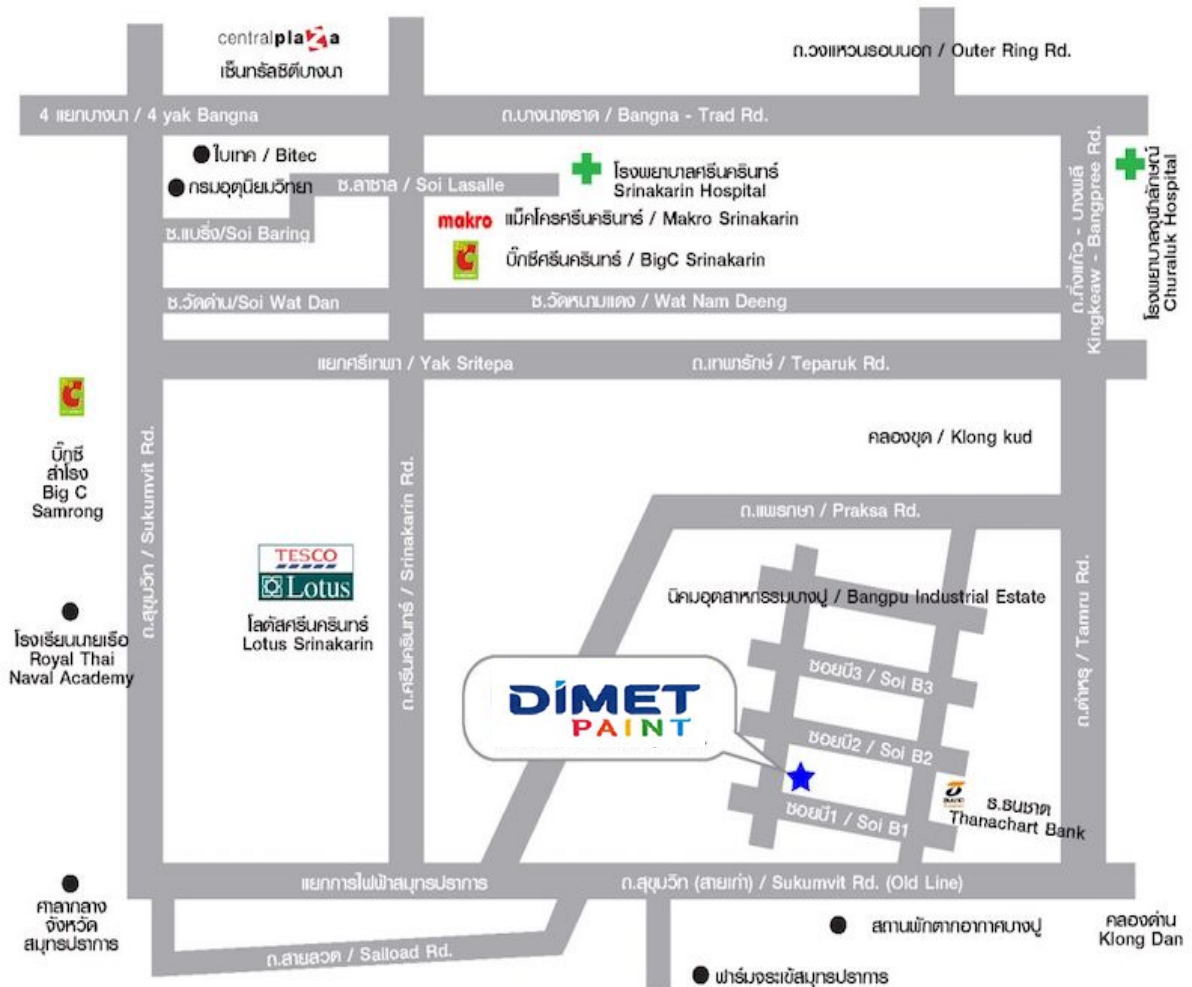 centralplaza
เซ็นทรัลซิตีบางนา
ถ.วงแหวนรอบนอก / Outer Ring Rd.
4 แยกบางนา / 4 yak Bangna
ถ.บางนาตราด / Bangna - Trad Rd.
ไบเทค / Bitec
กรมอุตุนิยมวิทยา
ซ.ลาซาล / Soi Lasalle
โรงพยาบาลศรีนครินทร์
Srinakarin Hospital
ซ.แบริ่ง/Soi Baring
makro
แม็คโครศรีนครินทร์ / Makro Srinakarin
บิ๊กซีศรีนครินทร์ / BigC Srinakarin
ถ.กิ่งแก้ว - บางพลี
Kingkeaw - Bangpree Rd.
โรงพยาบาลจุฬาลักษณ์
Churaluk Hospital
ซ.วัดด่าน/Soi Wat Dan
ซ.วัดหนามแดง / Wat Nam Deeng
แยกศรีเทพา / Yak Sritepa
ถ.เทพารักษ์ / Teparuk Rd.
บิ๊กซี
สำโรง
Big C
Samrong
ถ.สุขุมวิท / Sukumvit Rd.
ถ.ศรีนครินทร์ / Srinakarin Rd.
คลองขุด / Klong kud
ถ.แพรกษา / Praksa Rd.
TESCO
Lotus
โลตัสศรีนครินทร์
Lotus Srinakarin
โรงเรียนนายเรือ
Royal Thai
Naval Academy
นิคมอุตสาหกรรมบางปู / Bangpu Industrial Estate
ถ.ตำหรุ / Tamru Rd.
ซอยบี3 / Soi B3
DIMET
PAINT
ซอยบี2 / Soi B2
ซอยบี1 / Soi B1
ธ.ธนชาต
Thanachart Bank
แยกการไฟฟ้าสมุทรปราการ
ถ.สุขุมวิท (สายเก่า) / Sukumvit Rd. (Old Line)
ศาลากลาง
จังหวัด
สมุทรปราการ
ถ.สายลวด / Saiload Rd.
สถานพักตากอากาศบางปู
คลองด่าน
Klong Dan
ฟาร์มจระเข้สมุทรปราการ